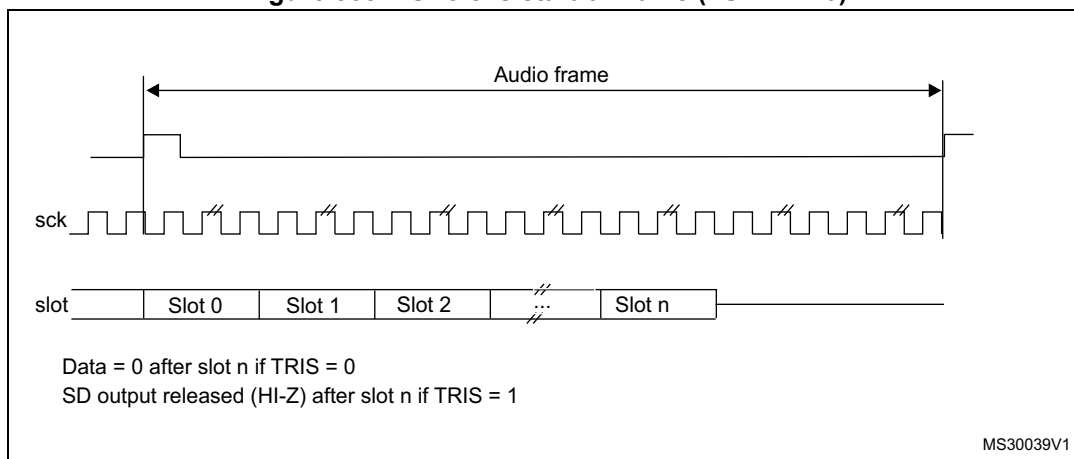 Audio frame
sck
slot
Slot 0
Slot 1
Slot 2
...
Slot n
Data = 0 after slot n if TRIS = 0
SD output released (HI-Z) after slot n if TRIS = 1
MS30039V1